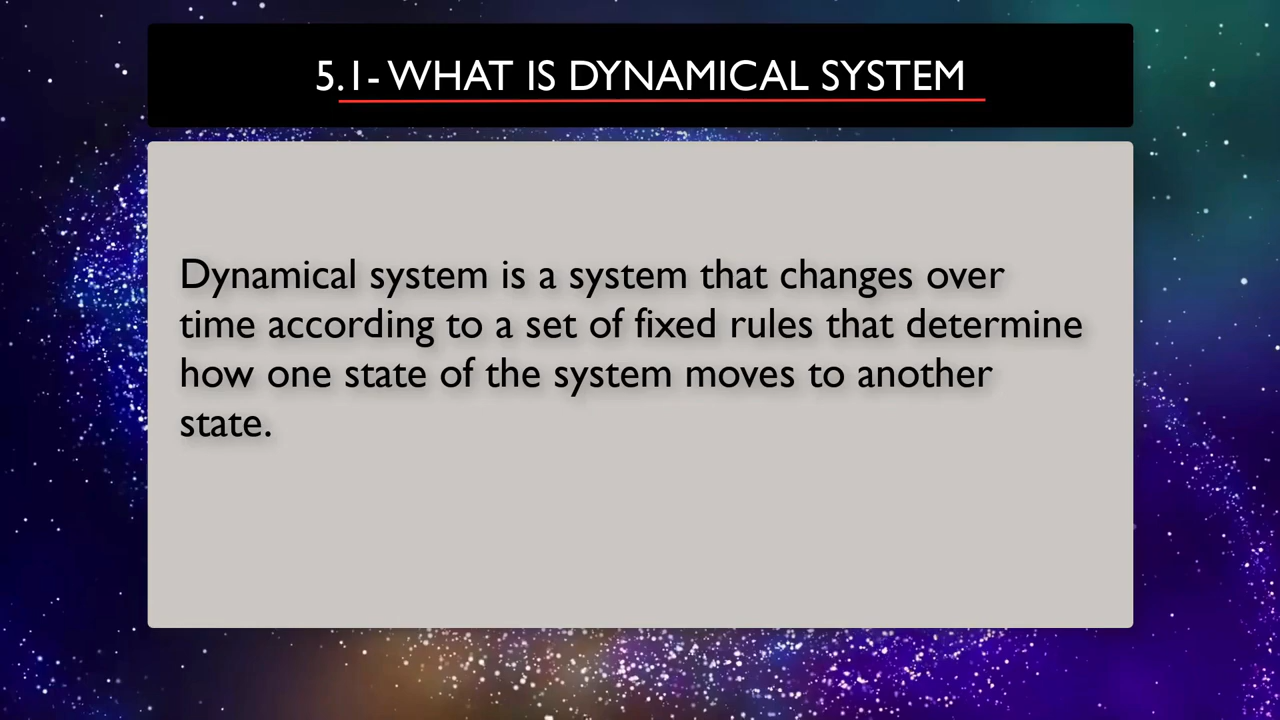 5.1- WHAT IS DYNAMICAL SYSTEM
Dynamical system is a system that changes over
time according to a set of fixed rules that determine
how one state of the system moves to another
state.